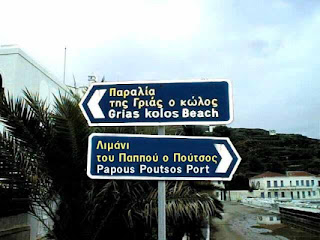 Παραλία
της Γριάς ο κώλος
Grias kolos Beach
Λιμάνι
του Παππού ο Πούτσος
Papous Poutsos Port